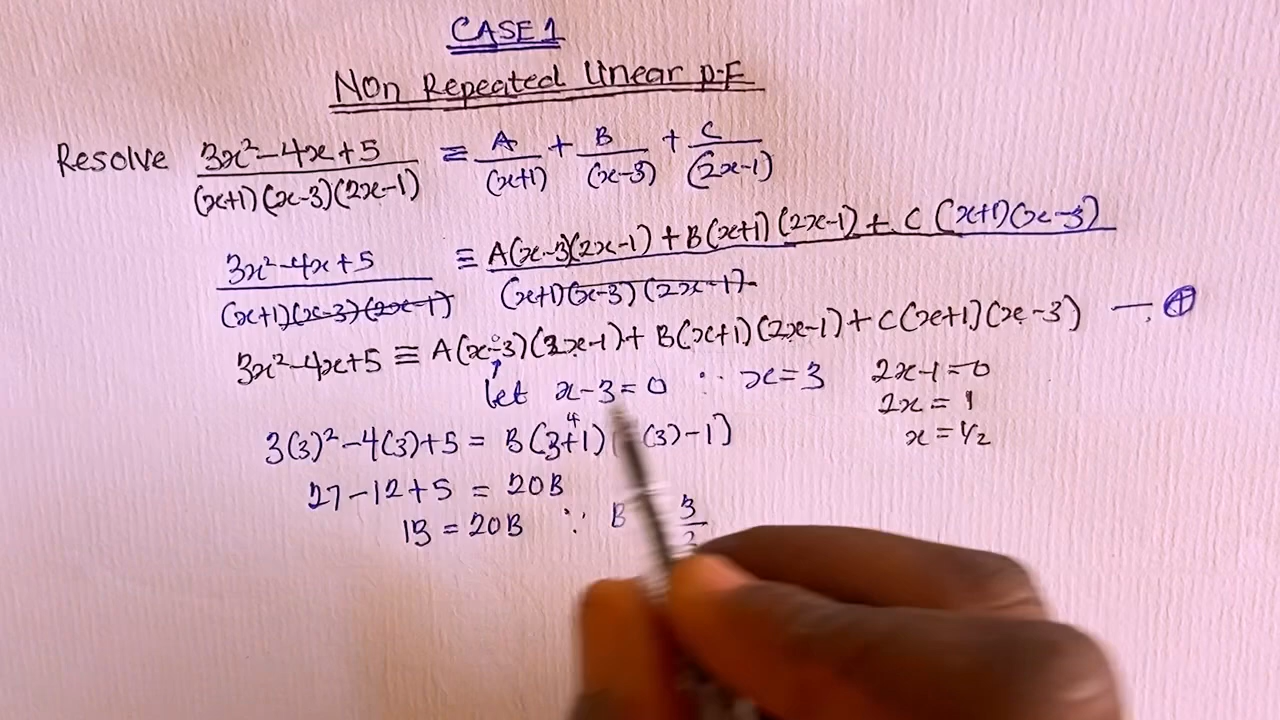 CASE 1
Non Repeated Linear P.F
Resolve 3x²-4x+5 / (x+1)(x-3)(2x-1) ≡ A/(x+1) + B/(x-3) + C/(2x-1)
3x²-4x+5 / (x+1)(x-3)(2x-1) ≡ A(x-3)(2x-1) + B(x+1)(2x-1) + C(x+1)(x-3) / (x+1)(x-3)(2x-1)
3x²-4x+5 ≡ A(x-3)(2x-1) + B(x+1)(2x-1) + C(x+1)(x-3)
let x-3=0 ∴ x=3
2x-1=0
2x = 1
x = 1/2
3(3)²-4(3)+5 = B(3+1)( (3)-1)
4
27-12+5 = 20B
= 20B ∵ B 3